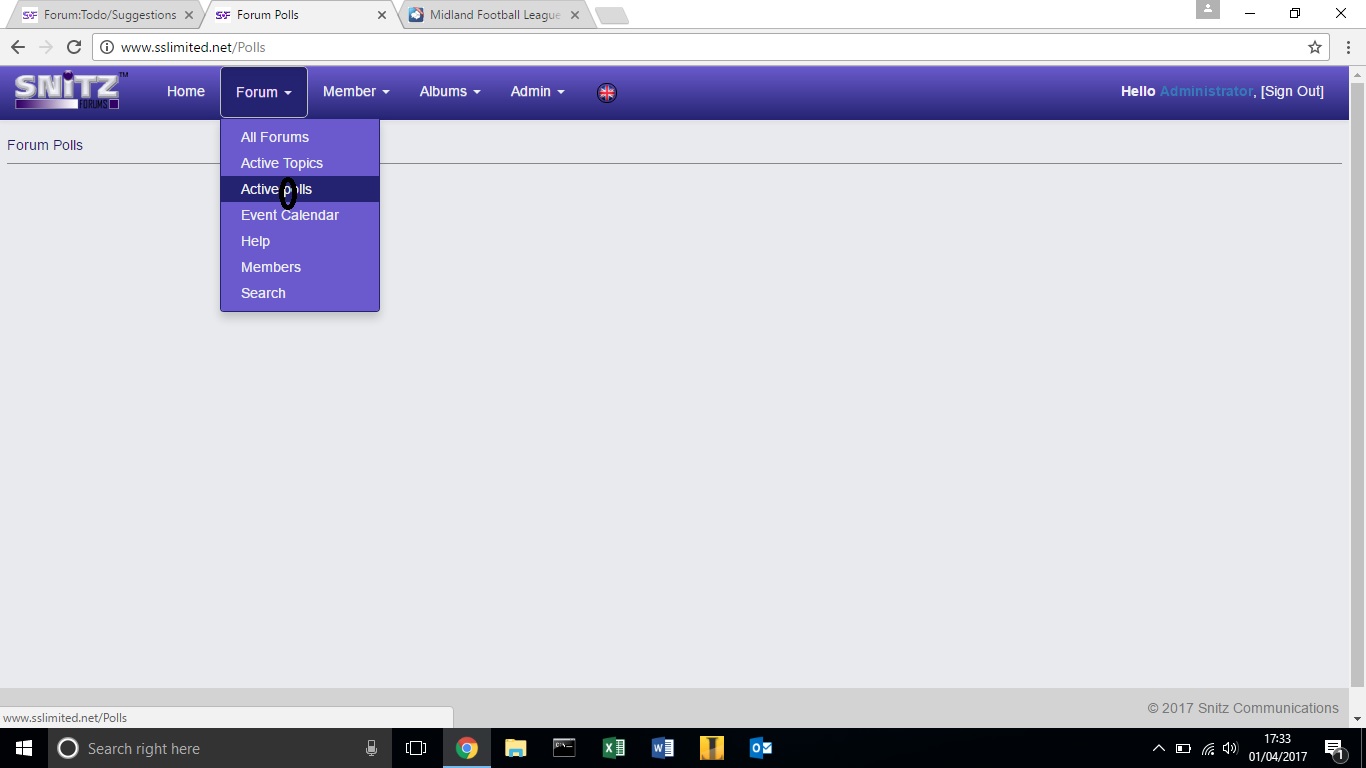 Forum:Todo/Suggestions
Forum Polls
Midland Football League
www.sslimited.net/Polls
SNiTZ™
FORUMS
Home
Forum
Member
Albums
Admin
Hello Administrator, [Sign Out]
All Forums
Active Topics
Active polls
Event Calendar
Help
Members
Search
Forum Polls
© 2017 Snitz Communications
www.sslimited.net/Polls
Search right here
17:33
01/04/2017
1